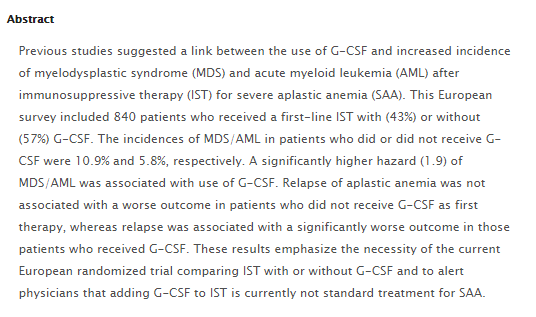 Abstract
Previous studies suggested a link between the use of G-CSF and increased incidence
of myelodysplastic syndrome (MDS) and acute myeloid leukemia (AML) after
immunosuppressive therapy (IST) for severe aplastic anemia (SAA). This European
survey included 840 patients who received a first-line IST with (43%) or without
(57%) G-CSF. The incidences of MDS/AML in patients who did or did not receive G-
CSF were 10.9% and 5.8%, respectively. A significantly higher hazard (1.9) of
MDS/AML was associated with use of G-CSF. Relapse of aplastic anemia was not
associated with a worse outcome in patients who did not receive G-CSF as first
therapy, whereas relapse was associated with a significantly worse outcome in those
patients who received G-CSF. These results emphasize the necessity of the current
European randomized trial comparing IST with or without G-CSF and to alert
physicians that adding G-CSF to IST is currently not standard treatment for SAA.